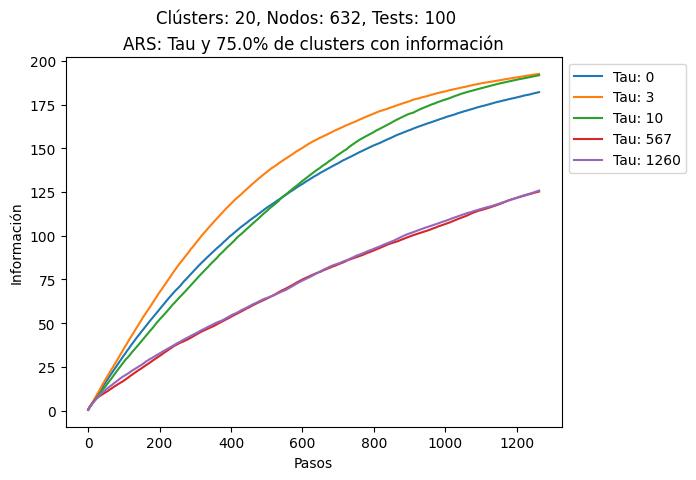 Clústers: 20, Nodos: 632, Tests: 100
ARS: Tau y 75.0% de clusters con información
200
175
150
125
100
75
50
25
0
Información
0 200 400 600 800 1000 1200
Pasos
Tau: 0
Tau: 3
Tau: 10
Tau: 567
Tau: 1260